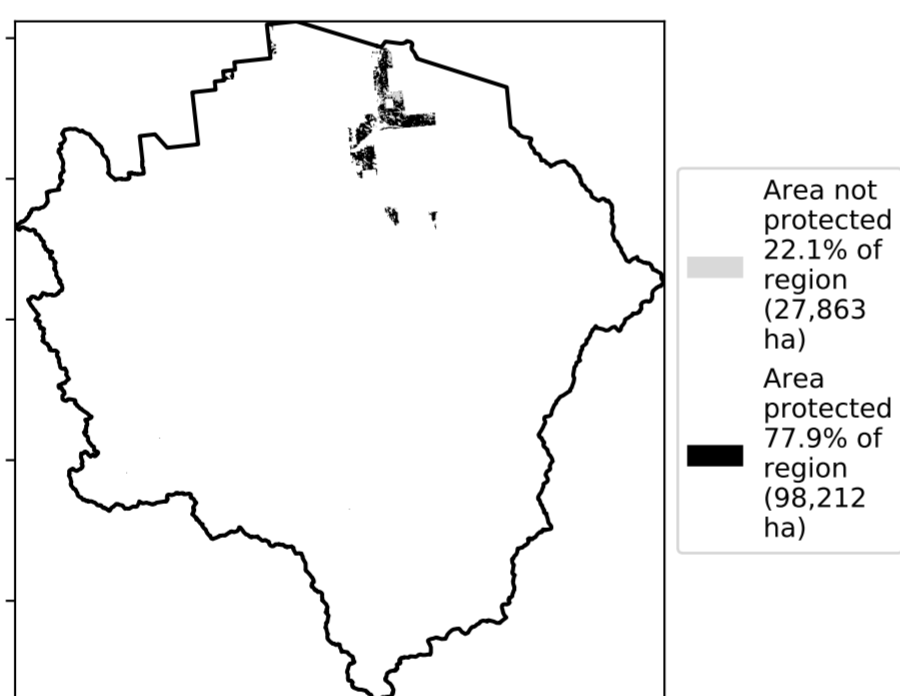 Area not
protected
22.1% of
region
(27,863
ha)
Area
protected
77.9% of
region
(98,212
ha)